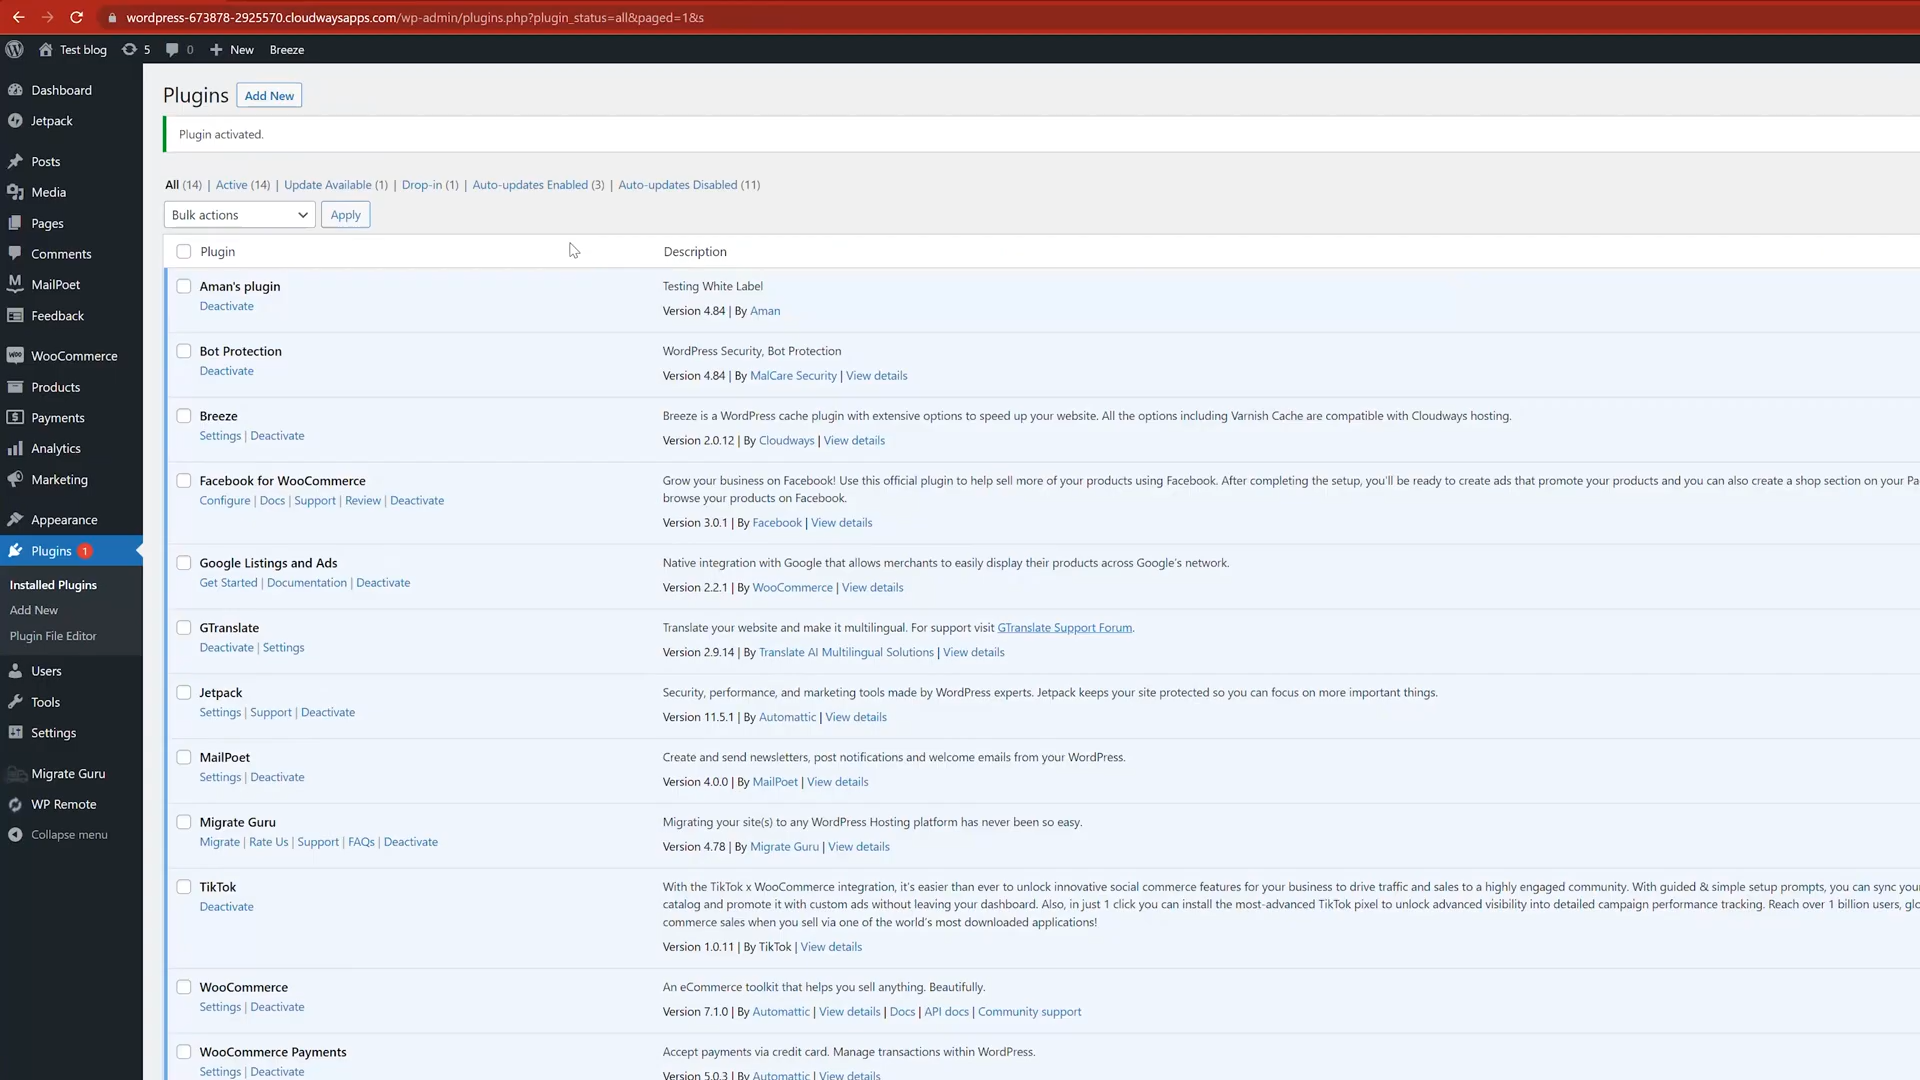 wordpress-673878-2925570.cloudwaysapps.com/wp-admin/plugins.php?plugin_status=all&paged=1&s
Test blog 5 0 New Breeze
Dashboard
Jetpack
Posts
Media
Pages
Comments
MailPoet
Feedback
WooCommerce
Products
Payments
Analytics
Marketing
Appearance
Plugins 1
Installed Plugins
Add New
Plugin File Editor
Users
Tools
Settings
Migrate Guru
WP Remote
Collapse menu
Plugins Add New
Plugin activated.
All (14) | Active (14) | Update Available (1) | Drop-in (1) | Auto-updates Enabled (3) | Auto-updates Disabled (11)
Bulk actions Apply
Plugin Description
Aman's plugin
Deactivate
Testing White Label
Version 4.84 | By Aman
Bot Protection
Deactivate
WordPress Security, Bot Protection
Version 4.84 | By MalCare Security | View details
Breeze
Settings | Deactivate
Breeze is a WordPress cache plugin with extensive options to speed up your website. All the options including Varnish Cache are compatible with Cloudways hosting.
Version 2.0.12 | By Cloudways | View details
Facebook for WooCommerce
Configure | Docs | Support | Review | Deactivate
Grow your business on Facebook! Use this official plugin to help sell more of your products using Facebook. After completing the setup, you'll be ready to create ads that promote your products and you can also create a shop section on your Pa
browse your products on Facebook.
Version 3.0.1 | By Facebook | View details
Google Listings and Ads
Get Started | Documentation | Deactivate
Native integration with Google that allows merchants to easily display their products across Google's network.
Version 2.2.1 | By WooCommerce | View details
GTranslate
Deactivate | Settings
Translate your website and make it multilingual. For support visit GTranslate Support Forum.
Version 2.9.14 | By Translate AI Multilingual Solutions | View details
Jetpack
Settings | Support | Deactivate
Security, performance, and marketing tools made by WordPress experts. Jetpack keeps your site protected so you can focus on more important things.
Version 11.5.1 | By Automattic | View details
MailPoet
Settings | Deactivate
Create and send newsletters, post notifications and welcome emails from your WordPress.
Version 4.0.0 | By MailPoet | View details
Migrate Guru
Migrate | Rate Us | Support | FAQs | Deactivate
Migrating your site(s) to any WordPress Hosting platform has never been so easy.
Version 4.78 | By Migrate Guru | View details
TikTok
Deactivate
With the TikTok x WooCommerce integration, it's easier than ever to unlock innovative social commerce features for your business to drive traffic and sales to a highly engaged community. With guided & simple setup prompts, you can sync your
catalog and promote it with custom ads without leaving your dashboard. Also, in just 1 click you can install the most-advanced TikTok pixel to unlock advanced visibility into detailed campaign performance tracking. Reach over 1 billion users, glo
commerce sales when you sell via one of the world's most downloaded applications!
Version 1.0.11 | By TikTok | View details
WooCommerce
Settings | Deactivate
An eCommerce toolkit that helps you sell anything. Beautifully.
Version 7.1.0 | By Automattic | View details | Docs | API docs | Community support
WooCommerce Payments
Settings | Deactivate
Accept payments via credit card. Manage transactions within WordPress.
Version 5.0.3 | By Automattic | View details